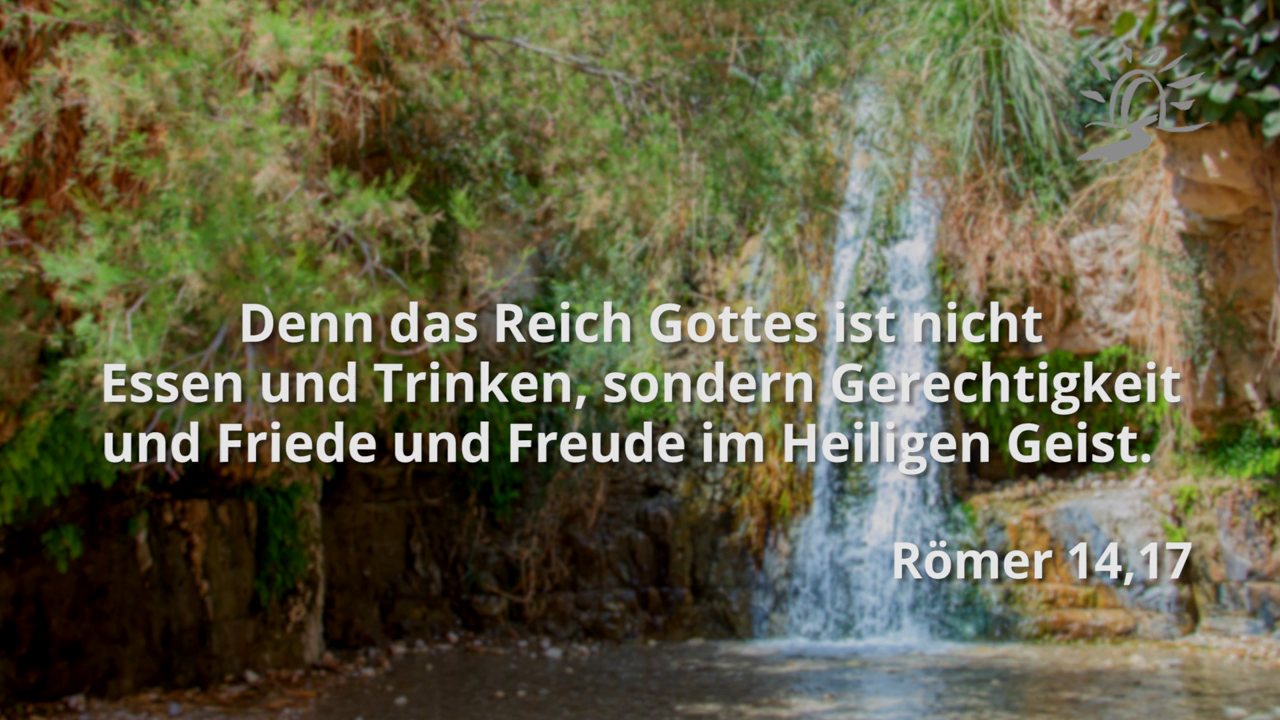 Denn das Reich Gottes ist nicht
Essen und Trinken, sondern Gerechtigkeit
und Friede und Freude im Heiligen Geist.
Römer 14,17